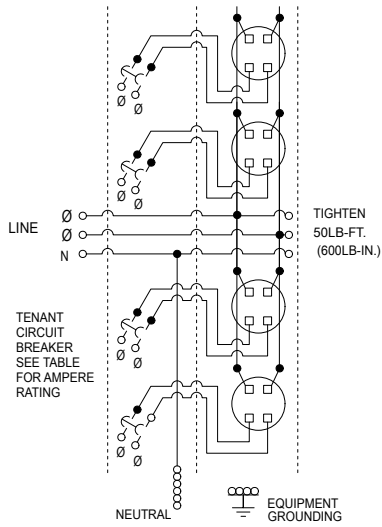 Ø
Ø
Ø
Ø
LINE
Ø
Ø
N
TIGHTEN
50LB-FT.
(600LB-IN.)
TENANT
CIRCUIT
BREAKER
SEE TABLE
FOR AMPERE
RATING
Ø
Ø
Ø
Ø
NEUTRAL
EQUIPMENT
GROUNDING